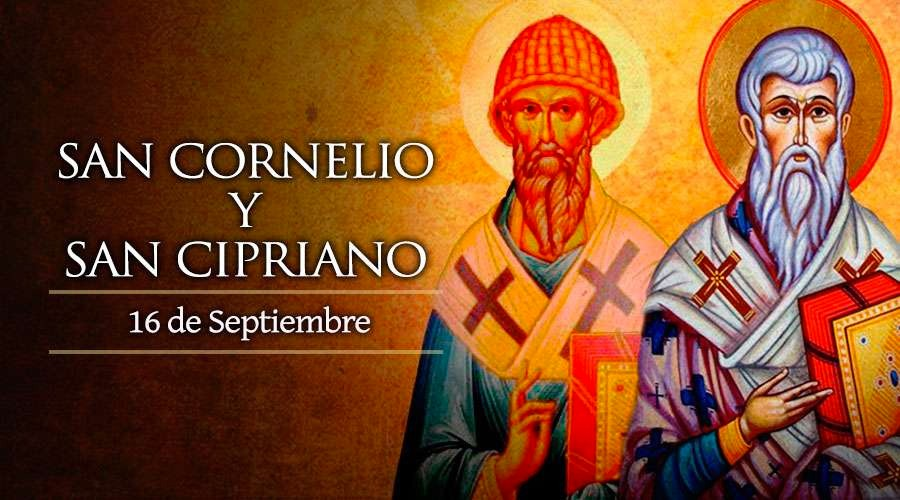 SAN CORNELIO
Y
SAN CIPRIANO
16 de Septiembre